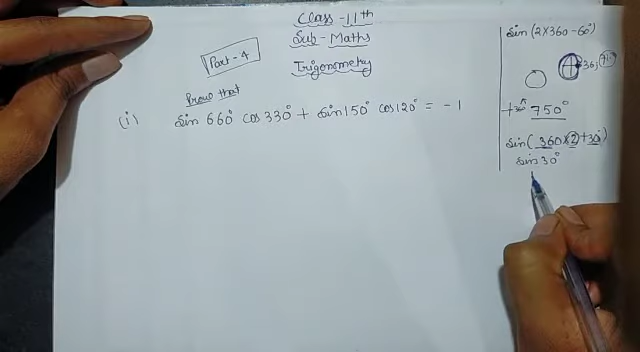 Class - 11th
Sub - Maths
Part - 4
Trigonometry
Prove that
(i) Sin 660° cos 330° + Sin 150° cos 120° = -1
Sin (2×360 - 60°)
750°
Sin (360×2+30°)
Sin 30°